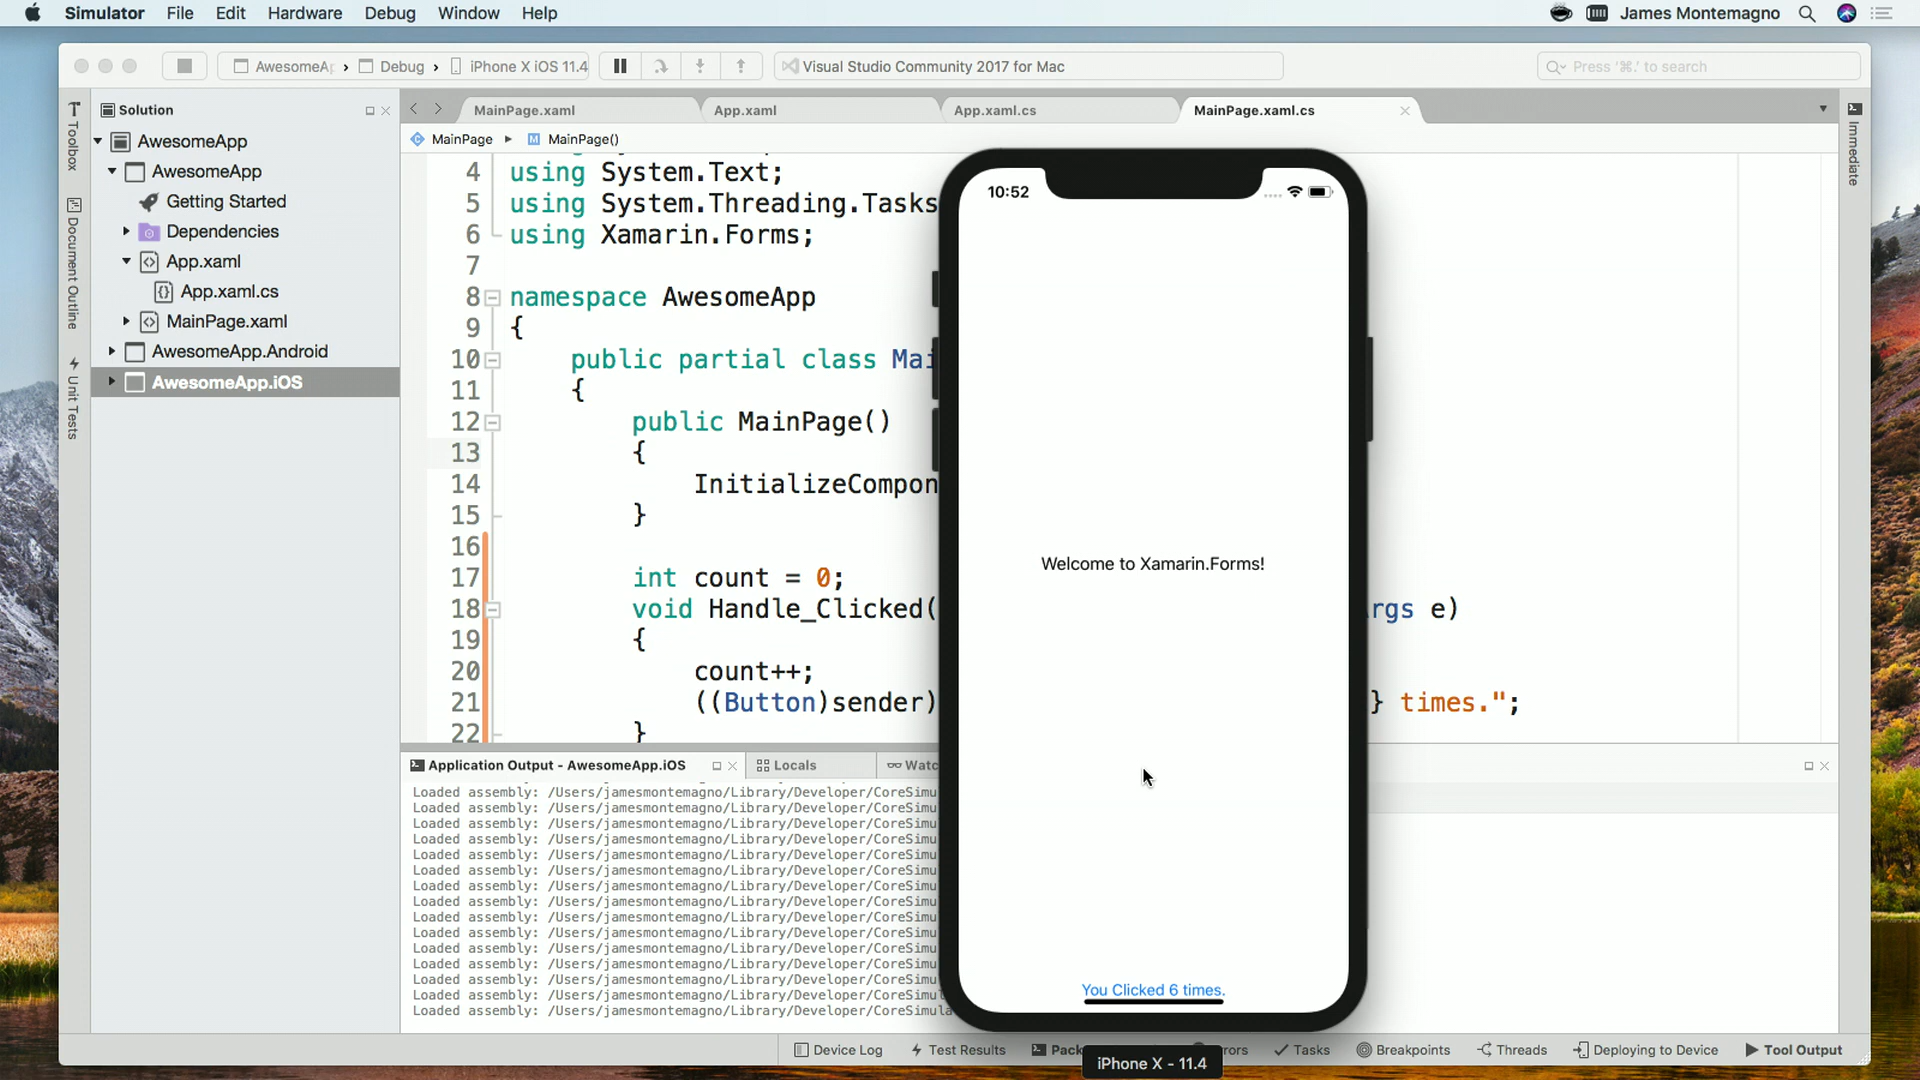 Simulator File Edit Hardware Debug Window Help James Montemagno
Debug iPhone X iOS 11.4 Visual Studio Community 2017 for Mac Press '⌘.' to search
Solution
AwesomeApp
AwesomeApp
Getting Started
Dependencies
App.xaml
App.xaml.cs
MainPage.xaml
AwesomeApp.Android
AwesomeApp.iOS
Toolbox
Document Outline
Unit Tests
MainPage.xaml App.xaml App.xaml.cs MainPage.xaml.cs
MainPage MainPage()
4 using System.Text;
5 using System.Threading.Tasks
6 using Xamarin.Forms;
7
8 namespace AwesomeApp
9 {
10 public partial class Mai
11 {
12 public MainPage()
13 {
14 InitializeCompon
15 }
16
17 int count = 0;
18 void Handle_Clicked( rgs e)
19 {
20 count++;
21 ((Button)sender) } times.";
22 }
Immediate
10:52
Welcome to Xamarin.Forms!
You Clicked 6 times.
Application Output - AwesomeApp.iOS Locals Watc
Loaded assembly: /Users/jamesmontemagno/Library/Developer/CoreSimu
Loaded assembly: /Users/jamesmontemagno/Library/Developer/CoreSimu
Loaded assembly: /Users/jamesmontemagno/Library/Developer/CoreSimu
Loaded assembly: /Users/jamesmontemagno/Library/Developer/CoreSimu
Loaded assembly: /Users/jamesmontemagno/Library/Developer/CoreSimu
Loaded assembly: /Users/jamesmontemagno/Library/Developer/CoreSimu
Loaded assembly: /Users/jamesmontemagno/Library/Developer/CoreSimu
Loaded assembly: /Users/jamesmontemagno/Library/Developer/CoreSimu
Loaded assembly: /Users/jamesmontemagno/Library/Developer/CoreSimu
Loaded assembly: /Users/jamesmontemagno/Library/Developer/CoreSimu
Loaded assembly: /Users/jamesmontemagno/Library/Developer/CoreSimu
Loaded assembly: /Users/jamesmontemagno/Library/Developer/CoreSimu
Loaded assembly: /Users/jamesmontemagno/Library/Developer/CoreSimu
Loaded assembly: /Users/jamesmontemagno/Library/Developer/CoreSimul
Loaded assembly: /Users/jamesmontemagno/Library/Developer/CoreSimula
Device Log Test Results Pack rors Tasks Breakpoints Threads Deploying to Device Tool Output
iPhone X - 11.4